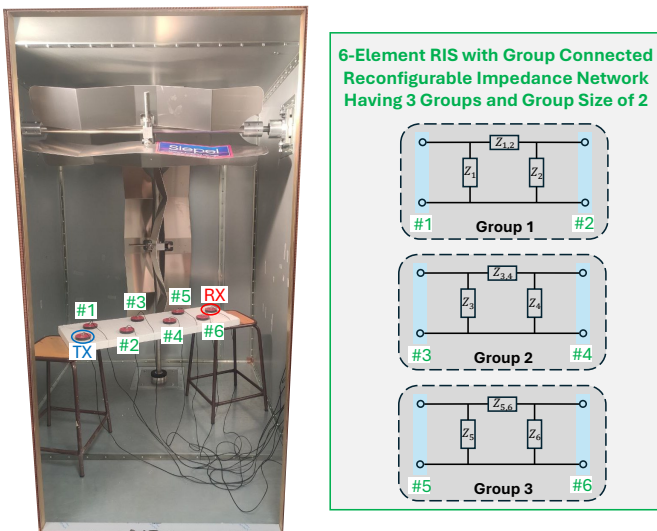 siepel
#1
#3
#5
RX
#2
#4
#6
TX
6-Element RIS with Group Connected
Reconfigurable Impedance Network
Having 3 Groups and Group Size of 2
Z1,2
Z1
Z2
#1
Group 1
#2
Z3,4
Z3
Z4
#3
Group 2
#4
Z5,6
Z5
Z6
#5
Group 3
#6